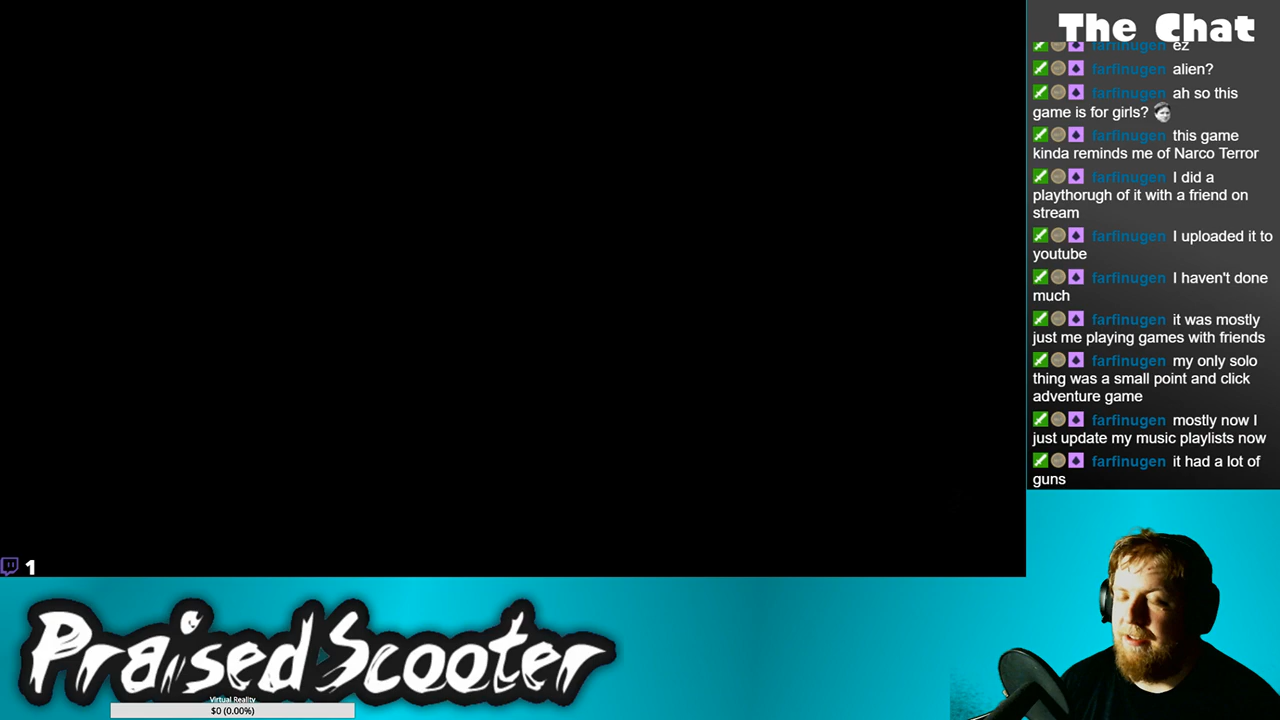 The Chat
farfinugen ez
farfinugen alien?
farfinugen ah so this
game is for girls?
farfinugen this game
kinda reminds me of Narco Terror
farfinugen I did a
playthorugh of it with a friend on
stream
farfinugen I uploaded it to
youtube
farfinugen I haven't done
much
farfinugen it was mostly
just me playing games with friends
farfinugen my only solo
thing was a small point and click
adventure game
farfinugen mostly now I
just update my music playlists now
farfinugen it had a lot of
guns
1
PraisedScooter
Virtual Reality
$0 (0.00%)